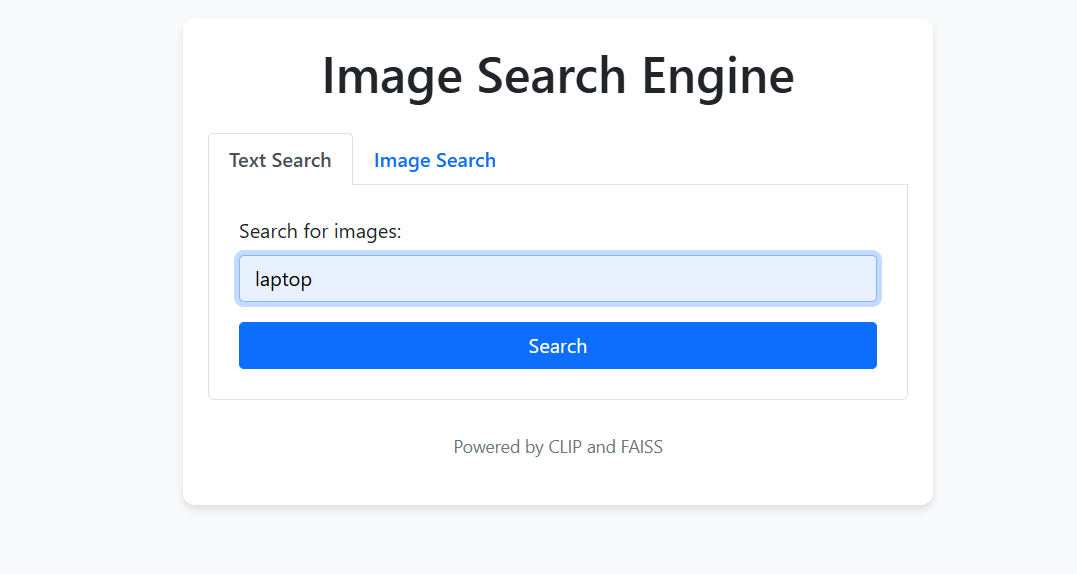 Image Search Engine
Text Search
Image Search
Search for images:
laptop
Search
Powered by CLIP and FAISS